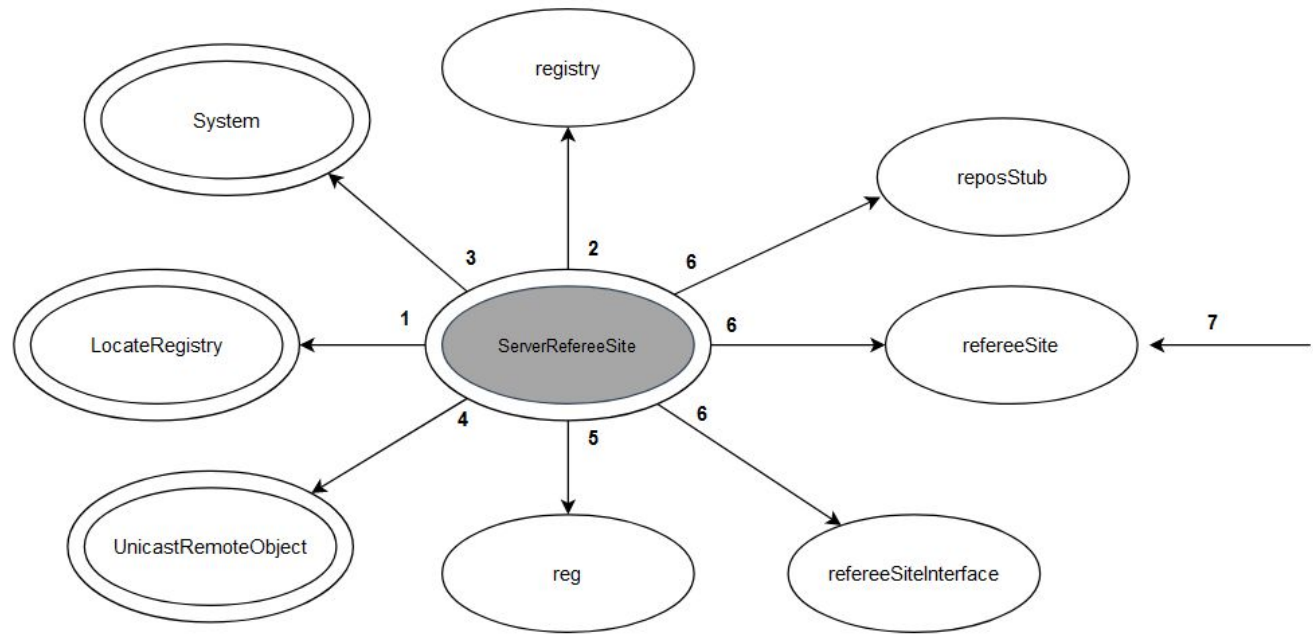 registry
System
reposStub
3
2
6
LocateRegistry
1
ServerRefereeSite
6
refereeSite
7
4
5
6
UnicastRemoteObject
reg
refereeSiteInterface